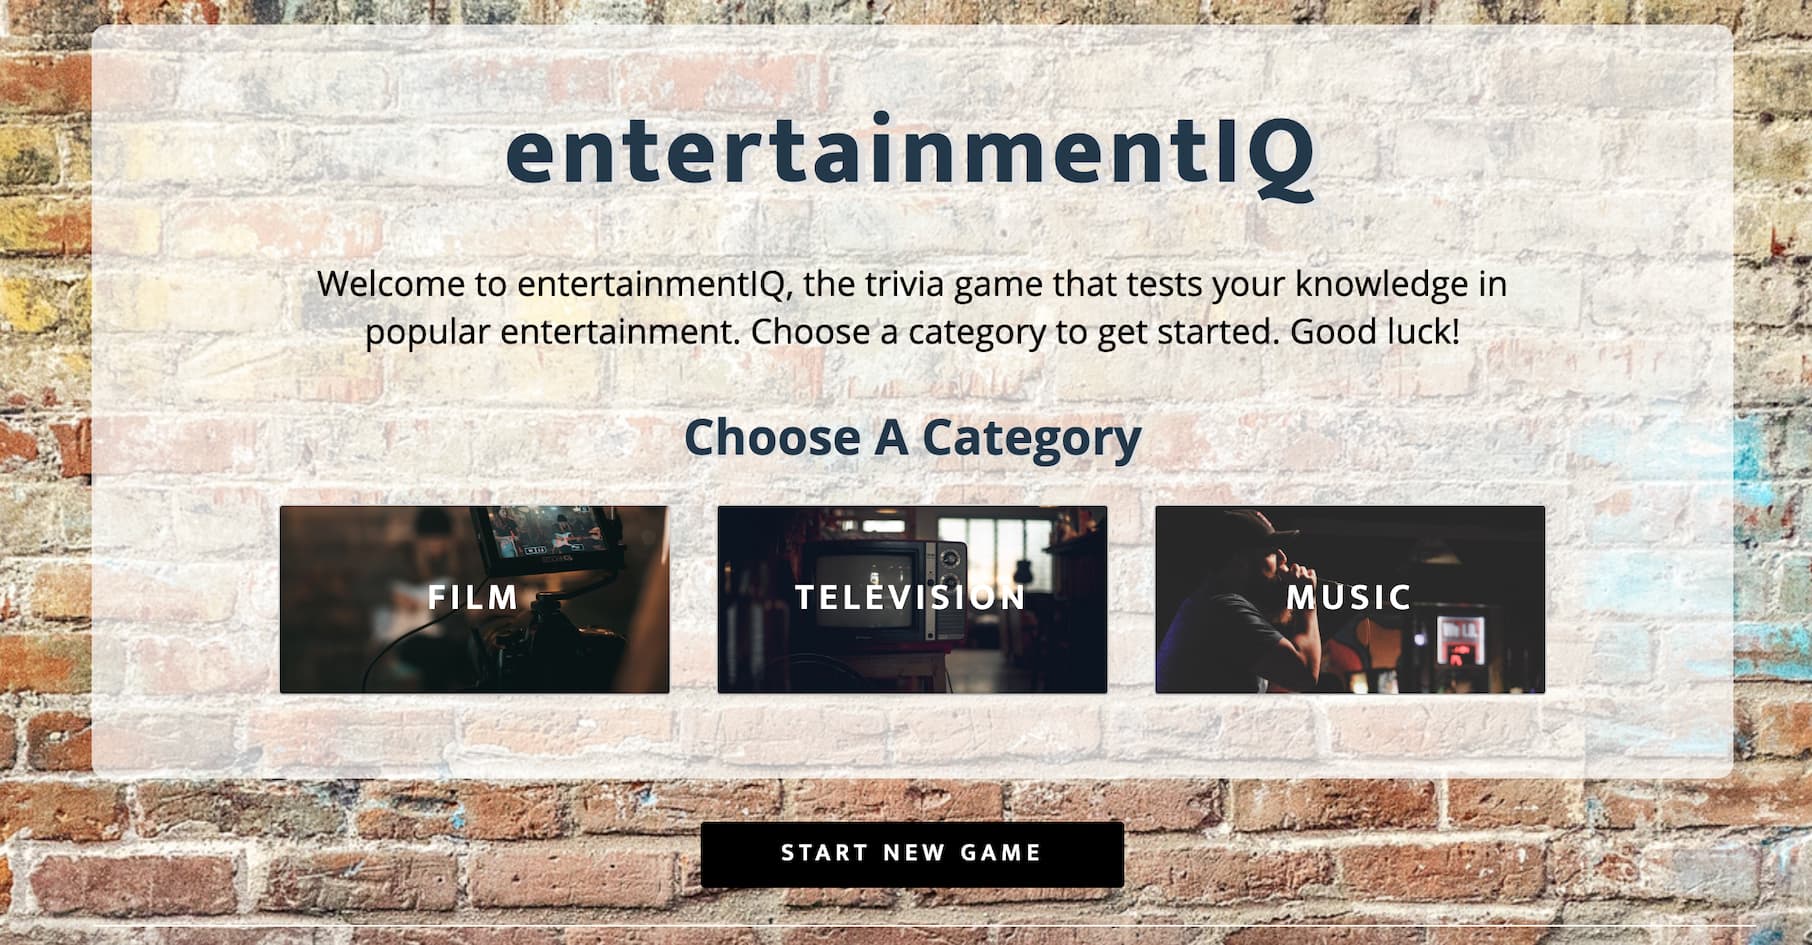 entertainmentIQ
Welcome to entertainmentIQ, the trivia game that tests your knowledge in
popular entertainment. Choose a category to get started. Good luck!
Choose A Category
FILM
TELEVISION
MUSIC
START NEW GAME